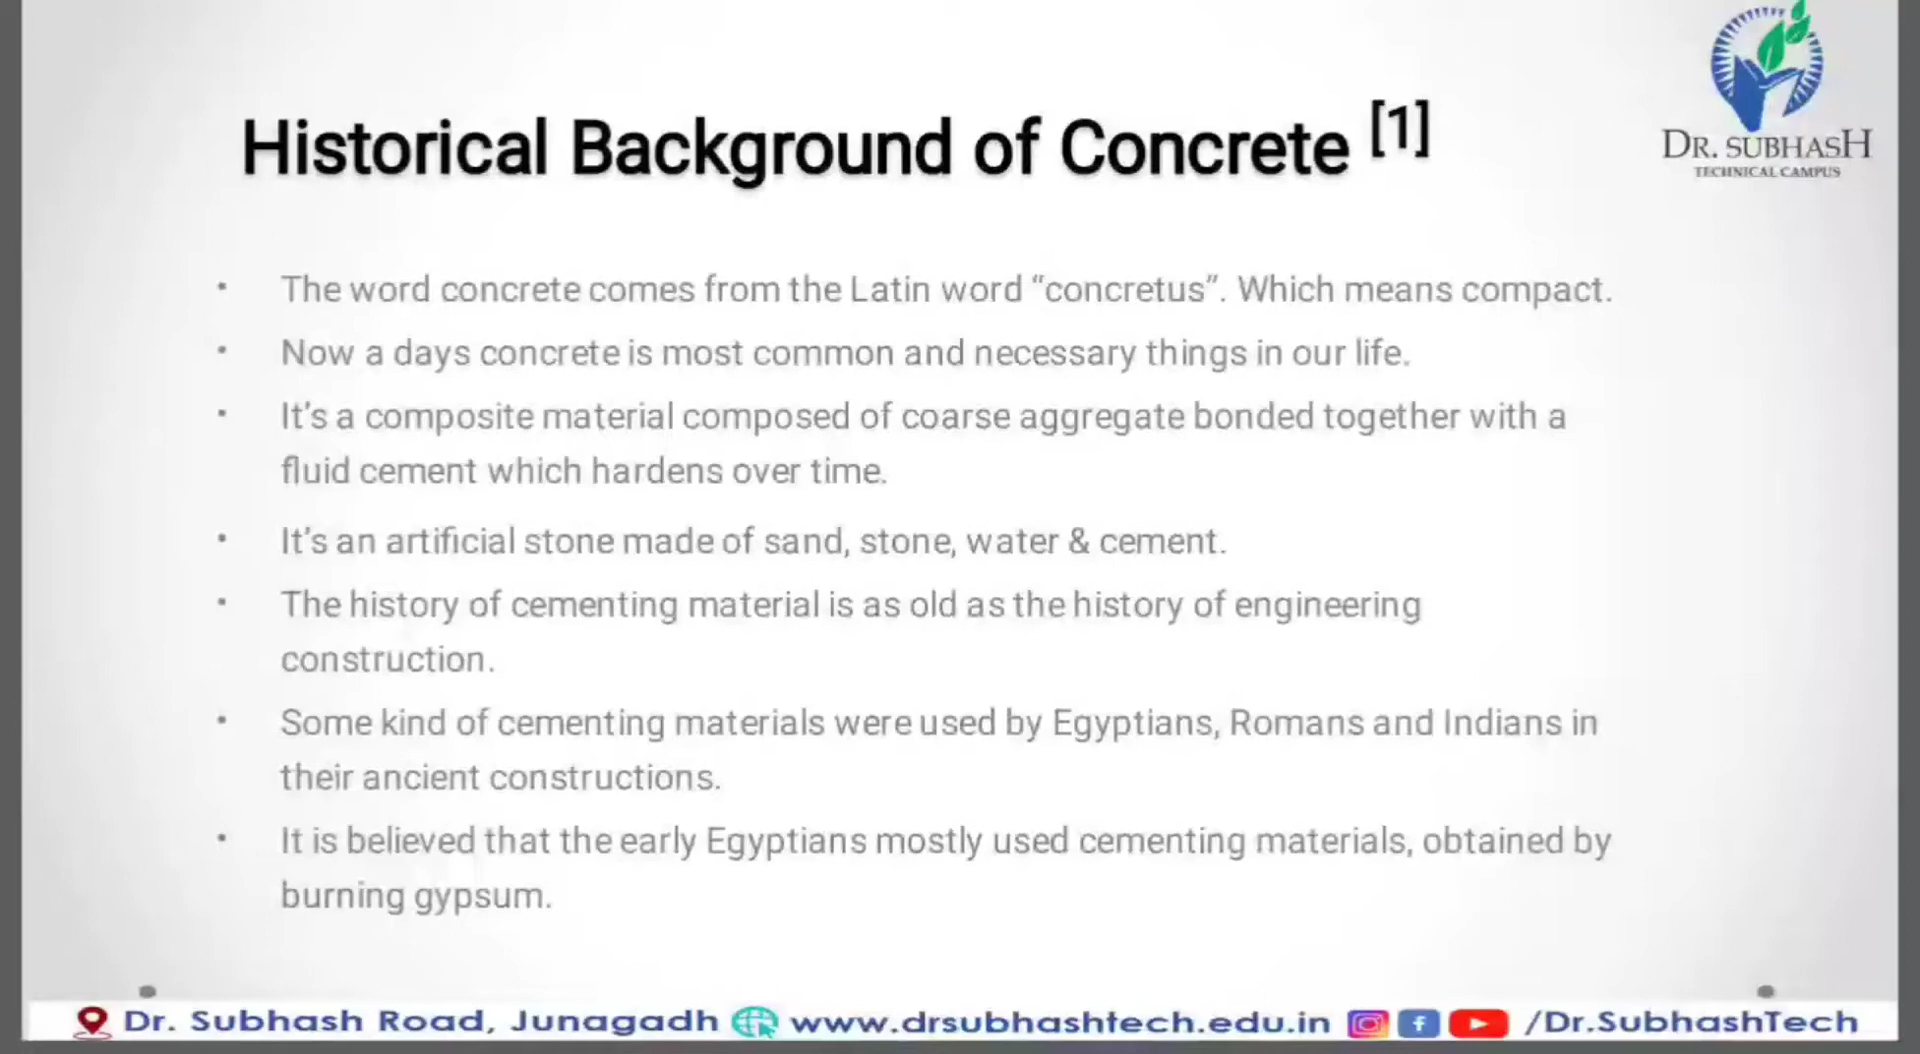 DR. SUBHASH
TECHNICAL CAMPUS
Historical Background of Concrete [1]
• The word concrete comes from the Latin word “concretus”. Which means compact.
• Now a days concrete is most common and necessary things in our life.
• It’s a composite material composed of coarse aggregate bonded together with a
fluid cement which hardens over time.
• It’s an artificial stone made of sand, stone, water & cement.
• The history of cementing material is as old as the history of engineering
construction.
• Some kind of cementing materials were used by Egyptians, Romans and Indians in
their ancient constructions.
• It is believed that the early Egyptians mostly used cementing materials, obtained by
burning gypsum.
Dr. Subhash Road, Junagadh www.drsubhashtech.edu.in f /Dr.SubhashTech